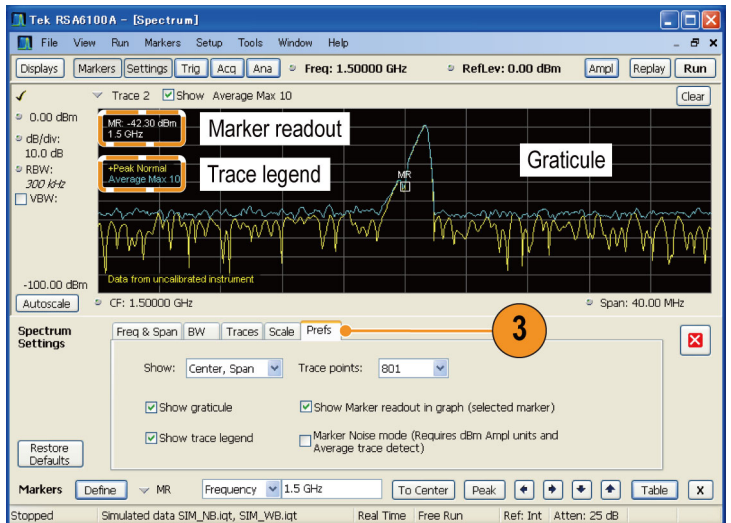 Tek RSA6100A - [Spectrum]
File View Run Markers Setup Tools Window Help
Displays Markers Settings Trig Acq Ana Freq: 1.50000 GHz RefLev: 0.00 dBm Ampl Replay Run
Trace 2 Show Average Max 10 Clear
0.00 dBm
dB/div:
10.0 dB
RBW:
300 kHz
VBW:
-100.00 dBm
MR: -42.30 dBm
1.5 GHz
Marker readout
+Peak Normal
Average Max 10
Trace legend
Graticule
MR
Data from uncalibrated instrument
Autoscale CF: 1.50000 GHz Span: 40.00 MHz
Spectrum
Settings
Freq & Span BW Traces Scale Prefs
3
Show: Center, Span Trace points: 801
Show graticule Show Marker readout in graph (selected marker)
Show trace legend Marker Noise mode (Requires dBm Ampl units and
Average trace detect)
Restore
Defaults
Markers Define MR Frequency 1.5 GHz To Center Peak Table X
Stopped Simulated data SIM_NB.iqt, SIM_WB.iqt Real Time Free Run Ref: Int Atten: 25 dB